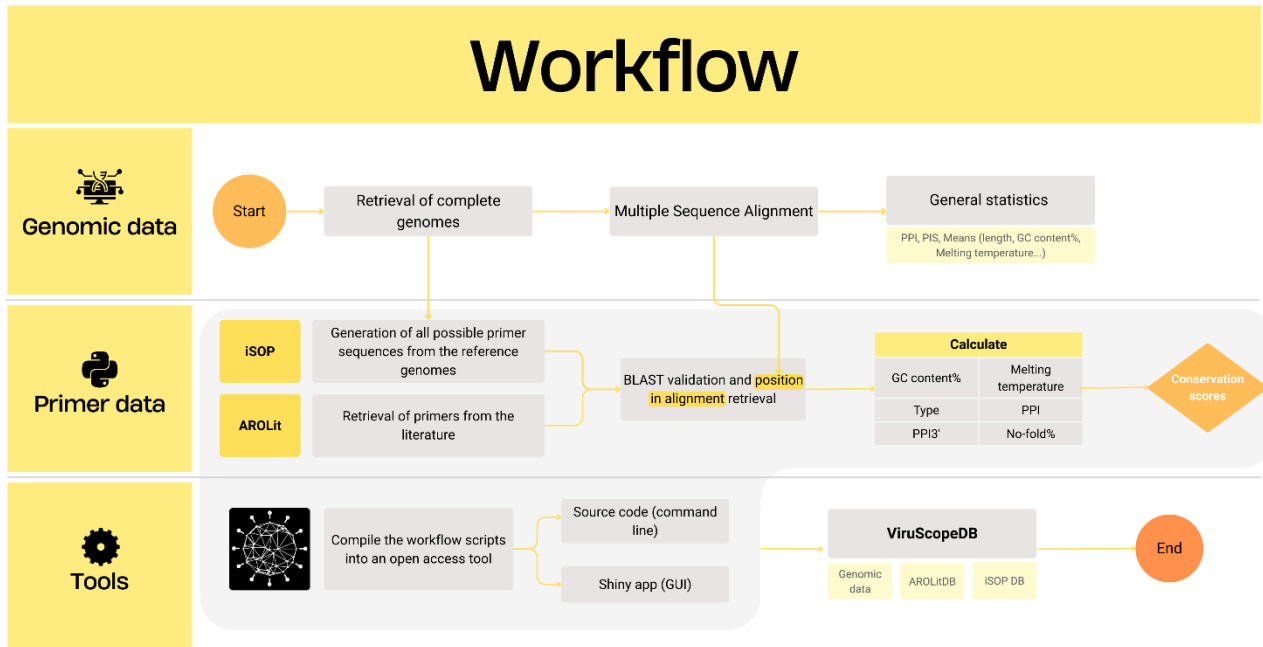 Workflow
Genomic data
Start
Retrieval of complete
genomes
Multiple Sequence Alignment
General statistics
PPI, PIS, Means (length, GC content%,
Melting temperature...)
Primer data
iSOP
Generation of all possible primer
sequences from the reference
genomes
AROLit
Retrieval of primers from the
literature
BLAST validation and position
in alignment retrieval
Calculate
GC content%
Melting
temperature
Type
PPI
PPI3'
No-fold%
Conservation
scores
Tools
Compile the workflow scripts
into an open access tool
Source code (command
line)
Shiny app (GUI)
ViruScopeDB
Genomic
data
AROLitDB
iSOP DB
End